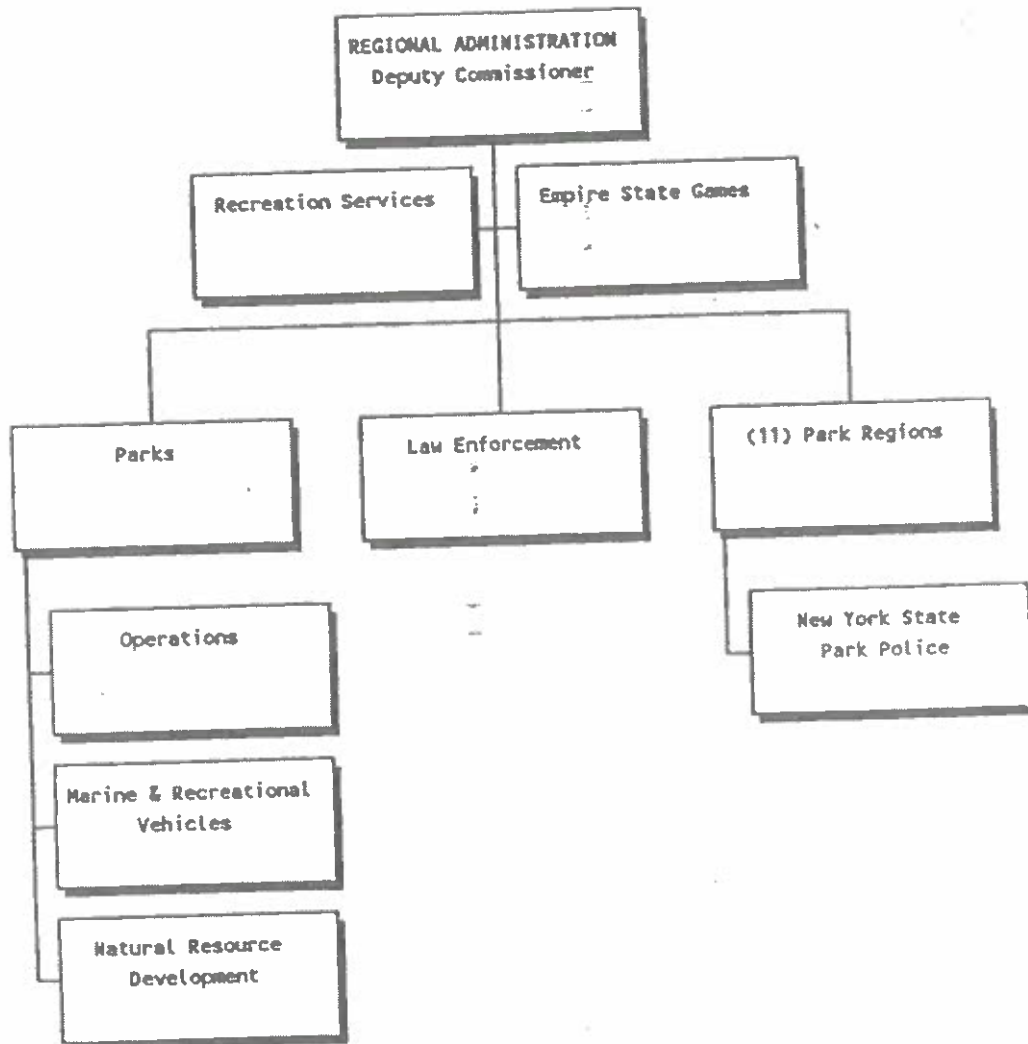 REGIONAL ADMINISTRATION
Deputy Commissioner
Recreation Services
Empire State Games
Parks
Law Enforcement
(11) Park Regions
Operations
New York State
Park Police
Marine & Recreational
Vehicles
Natural Resource
Development